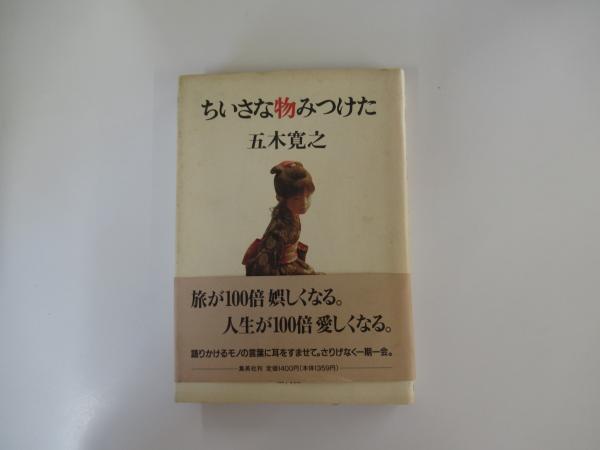 ちいさな物みつけた
五木寛之
旅が100倍 娯しくなる。
人生が100倍 愛しくなる。
語りかけるモノの言葉に耳をすませて。さりげなく一期一会。
集英社刊 定価1400円(本体1359円)